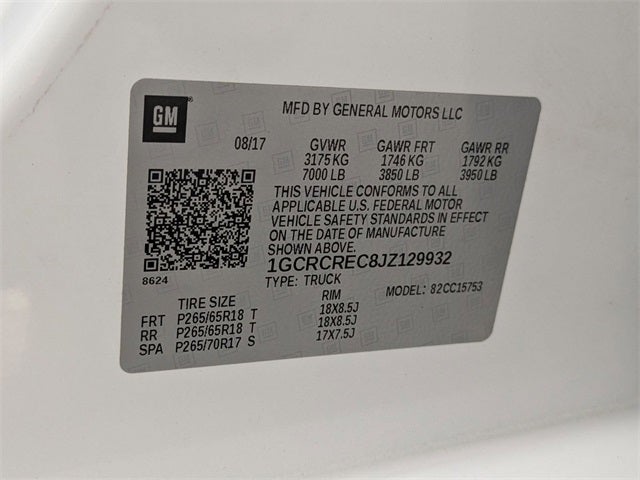 GM
MFD BY GENERAL MOTORS LLC
08/17 GVWR GAWR FRT GAWR RR
3175 KG 1746 KG 1792 KG
7000 LB 3850 LB 3950 LB
THIS VEHICLE CONFORMS TO ALL
APPLICABLE U.S. FEDERAL MOTOR
VEHICLE SAFETY STANDARDS IN EFFECT
ON THE DATE OF MANUFACTURE
SHOWN ABOVE.
8624
1GCRCREC8JZ129932
TYPE: TRUCK MODEL: 82CC15753
TIRE SIZE RIM
FRT P265/65R18 T 18X8.5J
RR P265/65R18 T 18X8.5J
SPA P265/70R17 S 17X7.5J